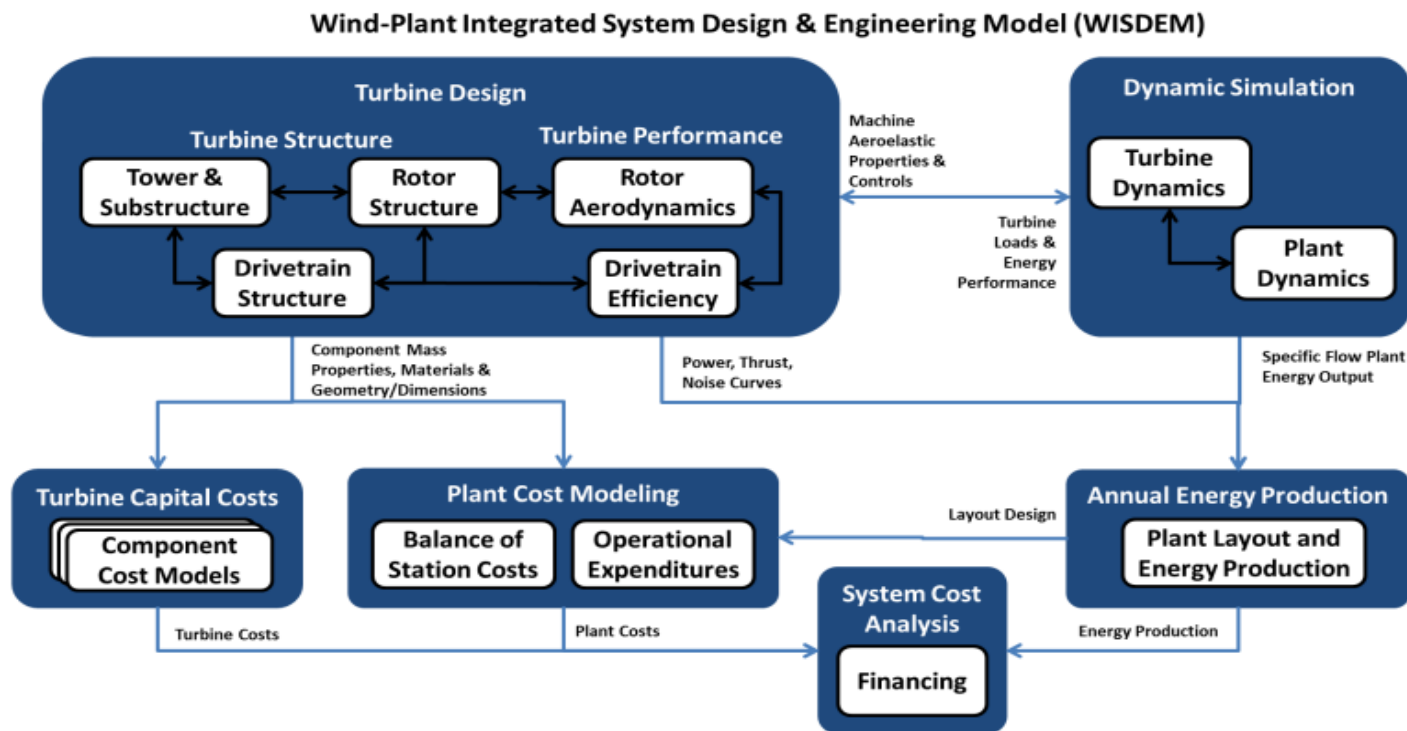 Wind-Plant Integrated System Design & Engineering Model (WISDEM)
Turbine Design
Turbine Structure
Turbine Performance
Tower &
Substructure
Rotor
Structure
Rotor
Aerodynamics
Drivetrain
Structure
Drivetrain
Efficiency
Machine
Aeroelastic
Properties &
Controls
Turbine
Loads &
Energy
Performance
Dynamic Simulation
Turbine
Dynamics
Plant
Dynamics
Component Mass
Properties, Materials &
Geometry/Dimensions
Power, Thrust,
Noise Curves
Specific Flow Plant
Energy Output
Turbine Capital Costs
Component
Cost Models
Plant Cost Modeling
Balance of
Station Costs
Operational
Expenditures
Layout Design
Annual Energy Production
Plant Layout and
Energy Production
System Cost
Analysis
Financing
Turbine Costs
Plant Costs
Energy Production